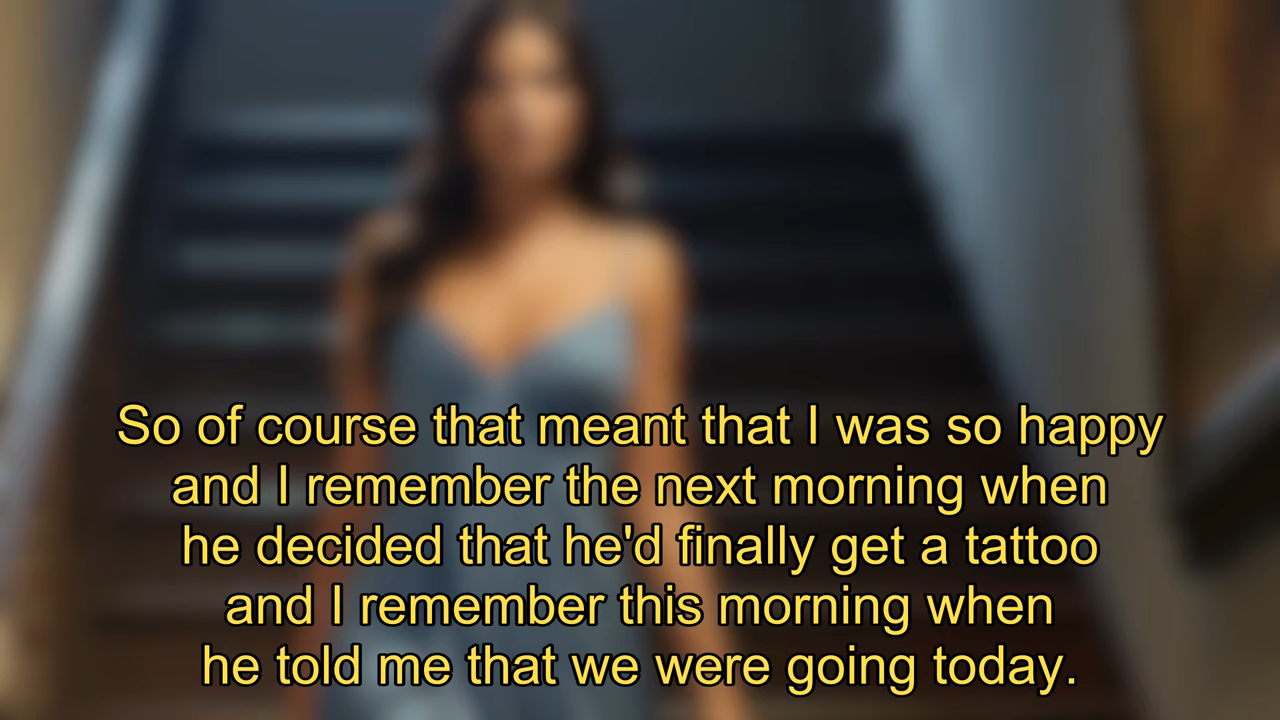 So of course that meant that I was so happy
and I remember the next morning when
he decided that he'd finally get a tattoo
and I remember this morning when
he told me that we were going today.